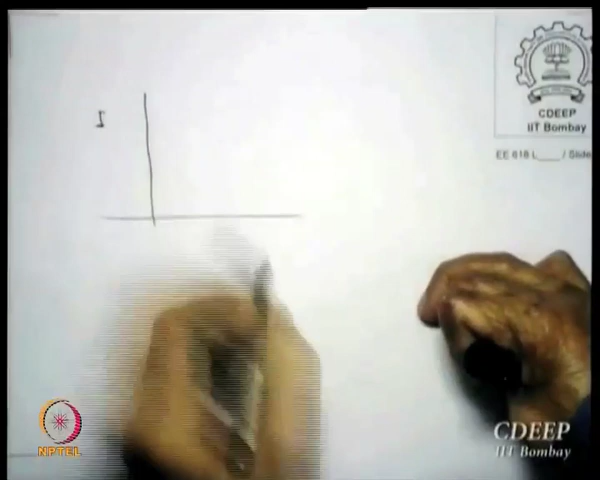 I
CDEEP
IIT Bombay
EE 618 L____ / Slide
NPTEL
CDEEP
IIT Bombay